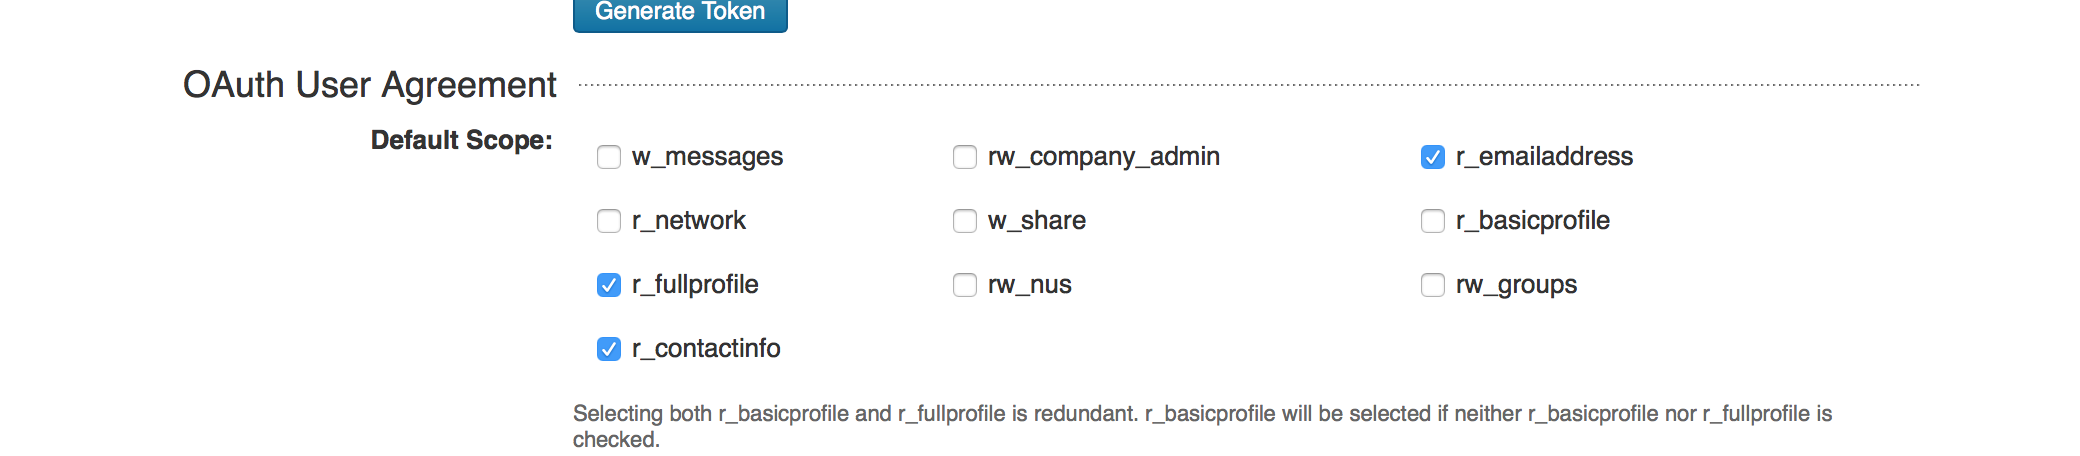 Generate Token
OAuth User Agreement
Default Scope:
w_messages rw_company_admin r_emailaddress
r_network w_share r_basicprofile
r_fullprofile rw_nus rw_groups
r_contactinfo
Selecting both r_basicprofile and r_fullprofile is redundant. r_basicprofile will be selected if neither r_basicprofile nor r_fullprofile is
checked.